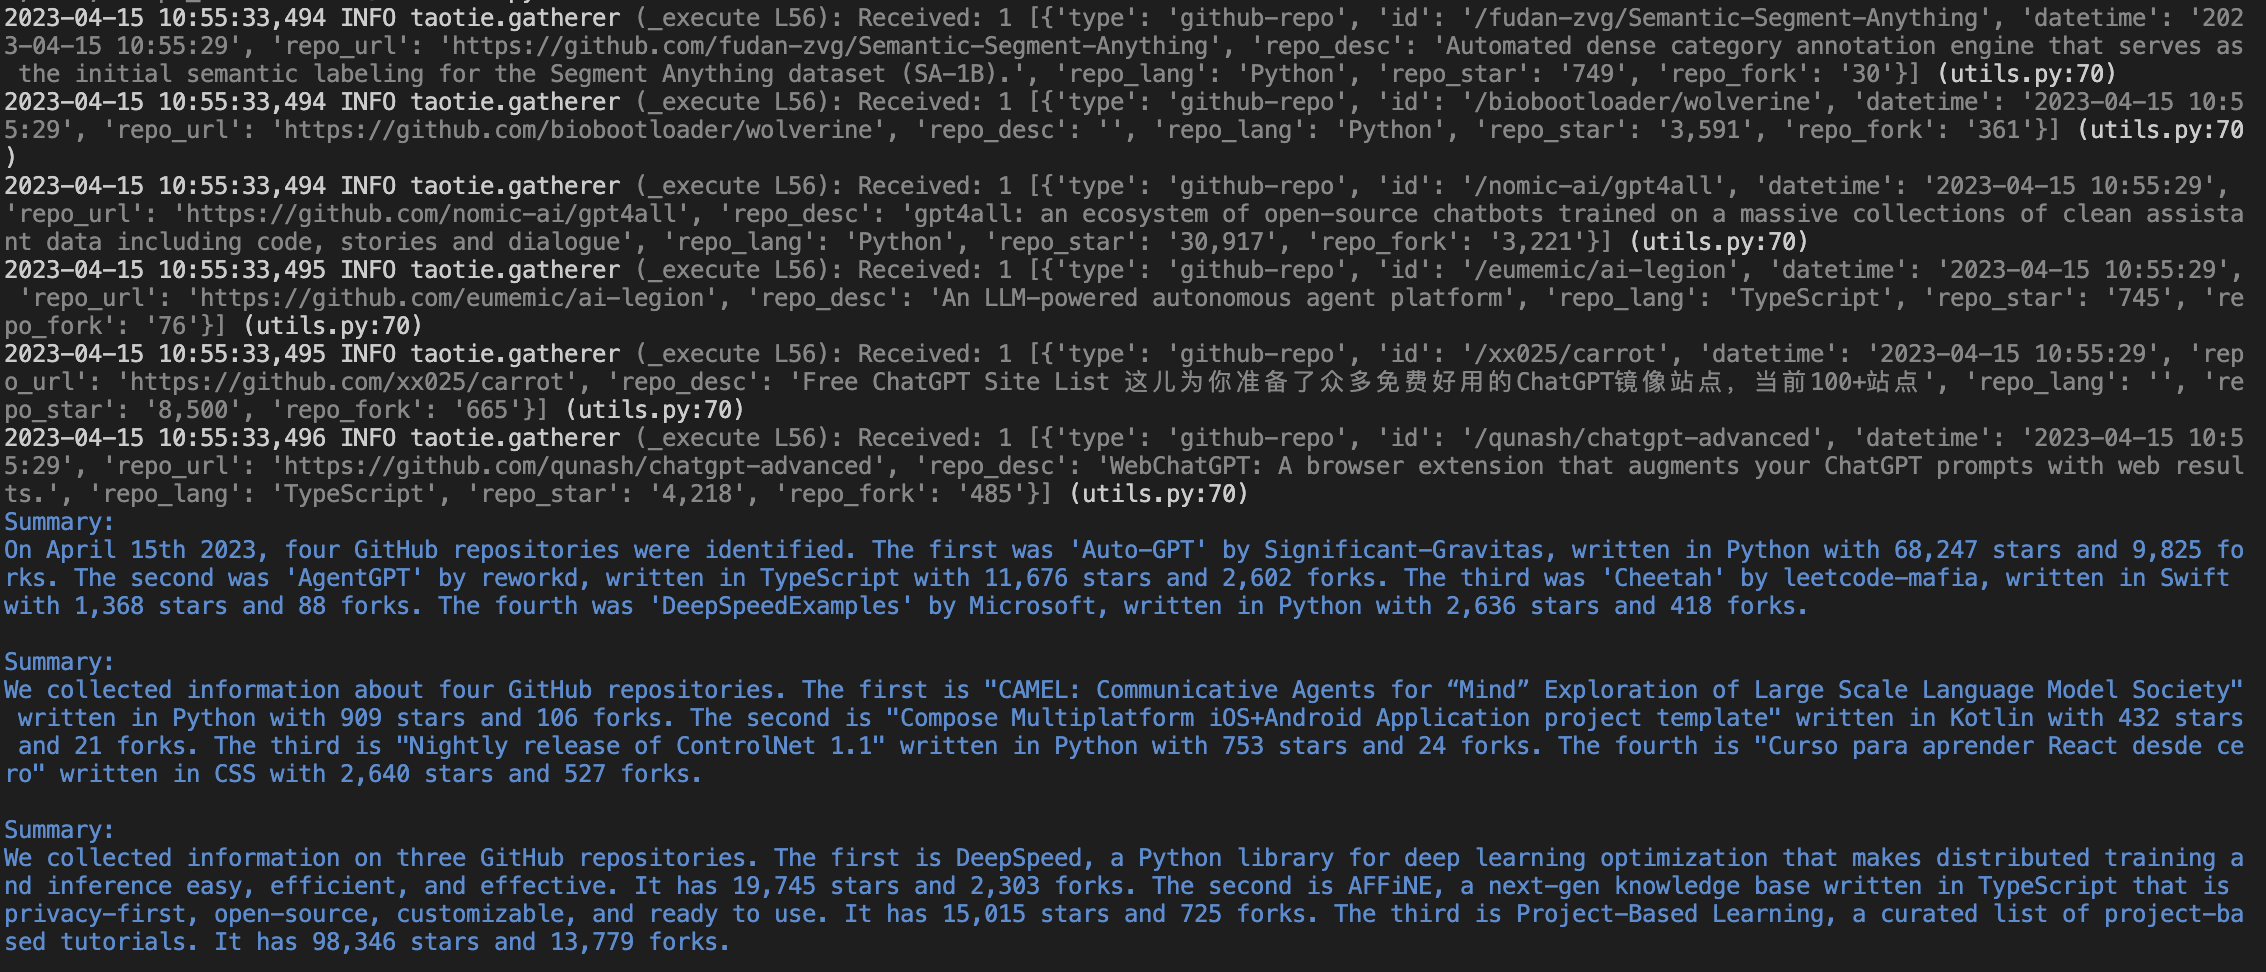 2023-04-15 10:55:33,494 INFO taotie.gatherer (_execute L56): Received: 1 [{'type': 'github-repo', 'id': '/fudan-zvg/Semantic-Segment-Anything', 'datetime': '202
3-04-15 10:55:29', 'repo_url': 'https://github.com/fudan-zvg/Semantic-Segment-Anything', 'repo_desc': 'Automated dense category annotation engine that serves as
 the initial semantic labeling for the Segment Anything dataset (SA-1B).', 'repo_lang': 'Python', 'repo_star': '749', 'repo_fork': '30'}] (utils.py:70)
2023-04-15 10:55:33,494 INFO taotie.gatherer (_execute L56): Received: 1 [{'type': 'github-repo', 'id': '/biobootloader/wolverine', 'datetime': '2023-04-15 10:5
5:29', 'repo_url': 'https://github.com/biobootloader/wolverine', 'repo_desc': '', 'repo_lang': 'Python', 'repo_star': '3,591', 'repo_fork': '361'}] (utils.py:70
)
2023-04-15 10:55:33,494 INFO taotie.gatherer (_execute L56): Received: 1 [{'type': 'github-repo', 'id': '/nomic-ai/gpt4all', 'datetime': '2023-04-15 10:55:29', 
'repo_url': 'https://github.com/nomic-ai/gpt4all', 'repo_desc': 'gpt4all: an ecosystem of open-source chatbots trained on a massive collections of clean assista
nt data including code, stories and dialogue', 'repo_lang': 'Python', 'repo_star': '30,917', 'repo_fork': '3,221'}] (utils.py:70)
2023-04-15 10:55:33,495 INFO taotie.gatherer (_execute L56): Received: 1 [{'type': 'github-repo', 'id': '/eumemic/ai-legion', 'datetime': '2023-04-15 10:55:29',
 'repo_url': 'https://github.com/eumemic/ai-legion', 'repo_desc': 'An LLM-powered autonomous agent platform', 'repo_lang': 'TypeScript', 'repo_star': '745', 're
po_fork': '76'}] (utils.py:70)
2023-04-15 10:55:33,495 INFO taotie.gatherer (_execute L56): Received: 1 [{'type': 'github-repo', 'id': '/xx025/carrot', 'datetime': '2023-04-15 10:55:29', 'rep
o_url': 'https://github.com/xx025/carrot', 'repo_desc': 'Free ChatGPT Site List 这儿为你准备了众多免费好用的ChatGPT镜像站点，当前100+站点', 'repo_lang': '', 're
po_star': '8,500', 'repo_fork': '665'}] (utils.py:70)
2023-04-15 10:55:33,496 INFO taotie.gatherer (_execute L56): Received: 1 [{'type': 'github-repo', 'id': '/qunash/chatgpt-advanced', 'datetime': '2023-04-15 10:5
5:29', 'repo_url': 'https://github.com/qunash/chatgpt-advanced', 'repo_desc': 'WebChatGPT: A browser extension that augments your ChatGPT prompts with web resul
ts.', 'repo_lang': 'TypeScript', 'repo_star': '4,218', 'repo_fork': '485'}] (utils.py:70)
Summary:
On April 15th 2023, four GitHub repositories were identified. The first was 'Auto-GPT' by Significant-Gravitas, written in Python with 68,247 stars and 9,825 fo
rks. The second was 'AgentGPT' by reworkd, written in TypeScript with 11,676 stars and 2,602 forks. The third was 'Cheetah' by leetcode-mafia, written in Swift 
with 1,368 stars and 88 forks. The fourth was 'DeepSpeedExamples' by Microsoft, written in Python with 2,636 stars and 418 forks.
Summary:
We collected information about four GitHub repositories. The first is "CAMEL: Communicative Agents for “Mind” Exploration of Large Scale Language Model Society"
 written in Python with 909 stars and 106 forks. The second is "Compose Multiplatform iOS+Android Application project template" written in Kotlin with 432 stars
 and 21 forks. The third is "Nightly release of ControlNet 1.1" written in Python with 753 stars and 24 forks. The fourth is "Curso para aprender React desde ce
ro" written in CSS with 2,640 stars and 527 forks.
Summary:
We collected information on three GitHub repositories. The first is DeepSpeed, a Python library for deep learning optimization that makes distributed training a
nd inference easy, efficient, and effective. It has 19,745 stars and 2,303 forks. The second is AFFiNE, a next-gen knowledge base written in TypeScript that is 
privacy-first, open-source, customizable, and ready to use. It has 15,015 stars and 725 forks. The third is Project-Based Learning, a curated list of project-ba
sed tutorials. It has 98,346 stars and 13,779 forks.